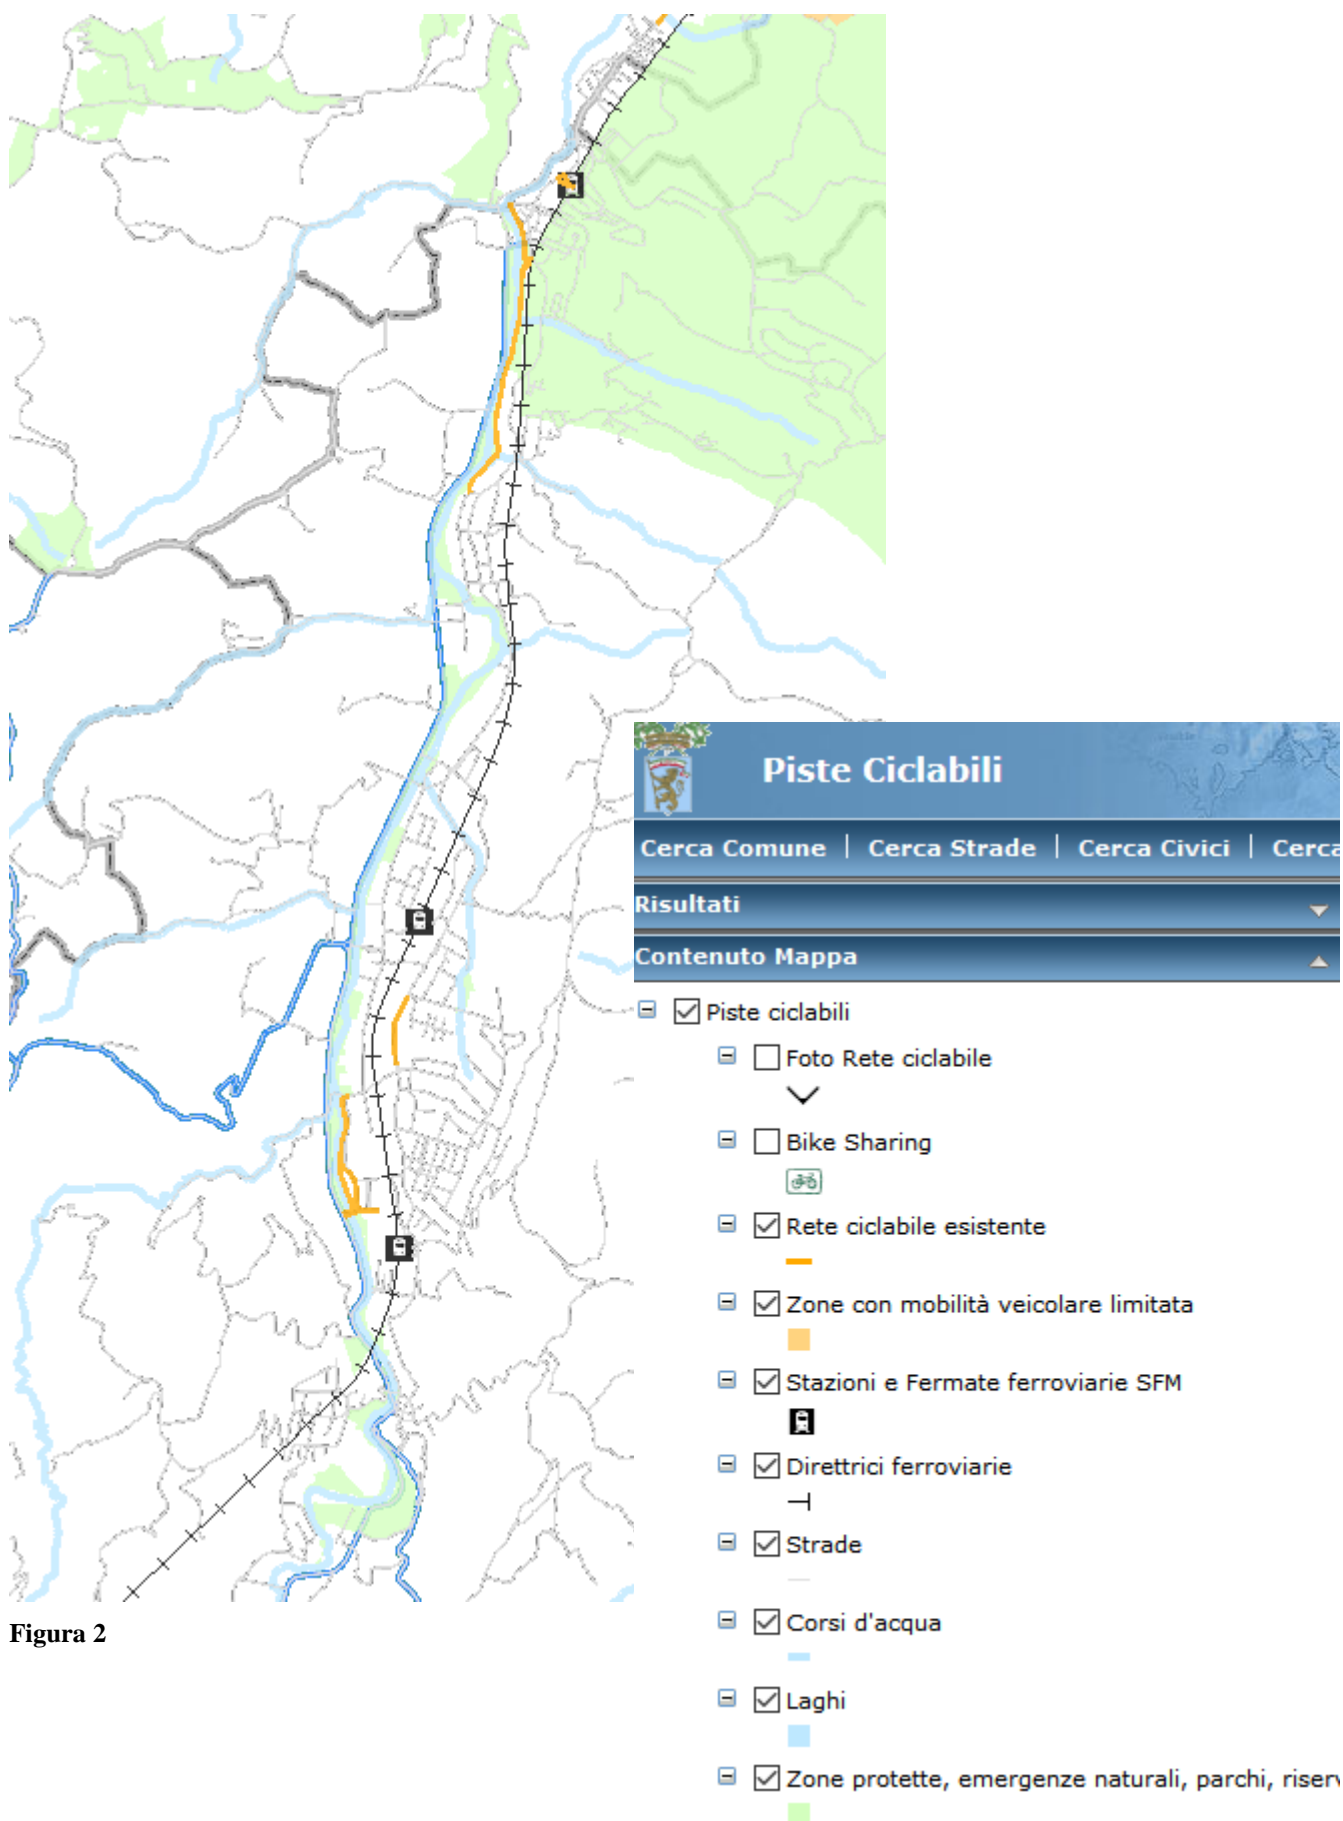 Piste Ciclabili
Cerca Comune | Cerca Strade | Cerca Civici | Cerca
Risultati
Contenuto Mappa
Piste ciclabili
Foto Rete ciclabile
Bike Sharing
Rete ciclabile esistente
Zone con mobilità veicolare limitata
Stazioni e Fermate ferroviarie SFM
Direttrici ferroviarie
Strade
Corsi d'acqua
Laghi
Zone protette, emergenze naturali, parchi, riserv
Figura 2